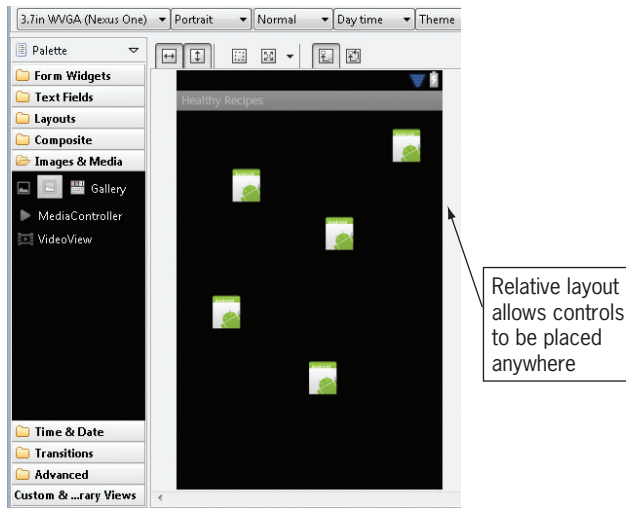 3.7in WVGA (Nexus One) Portrait Normal Day time Theme
Palette
Form Widgets
Text Fields
Layouts
Composite
Images & Media
Gallery
MediaController
VideoView
Time & Date
Transitions
Advanced
Custom & ...rary Views
Healthy Recipes
Relative layout
allows controls
to be placed
anywhere